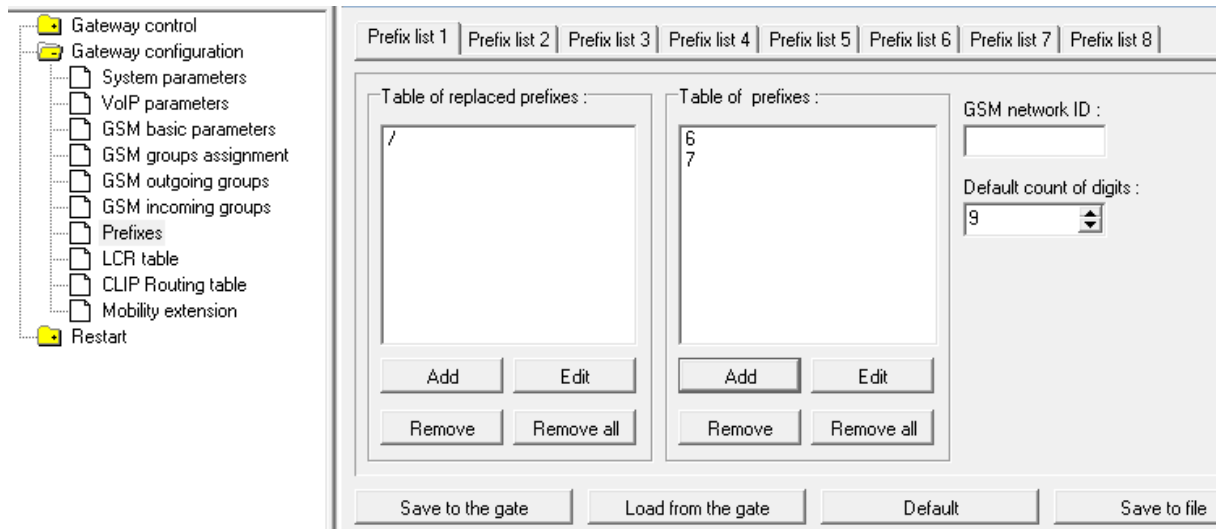 Gateway control
Gateway configuration
System parameters
VoIP parameters
GSM basic parameters
GSM groups assignment
GSM outgoing groups
GSM incoming groups
Prefixes
LCR table
CLIP Routing table
Mobility extension
Restart
Prefix list 1 Prefix list 2 Prefix list 3 Prefix list 4 Prefix list 5 Prefix list 6 Prefix list 7 Prefix list 8
Table of replaced prefixes :
/
Add Edit
Remove Remove all
Table of prefixes :
6
7
Add Edit
Remove Remove all
GSM network ID :
Default count of digits :
9
Save to the gate Load from the gate Default Save to file